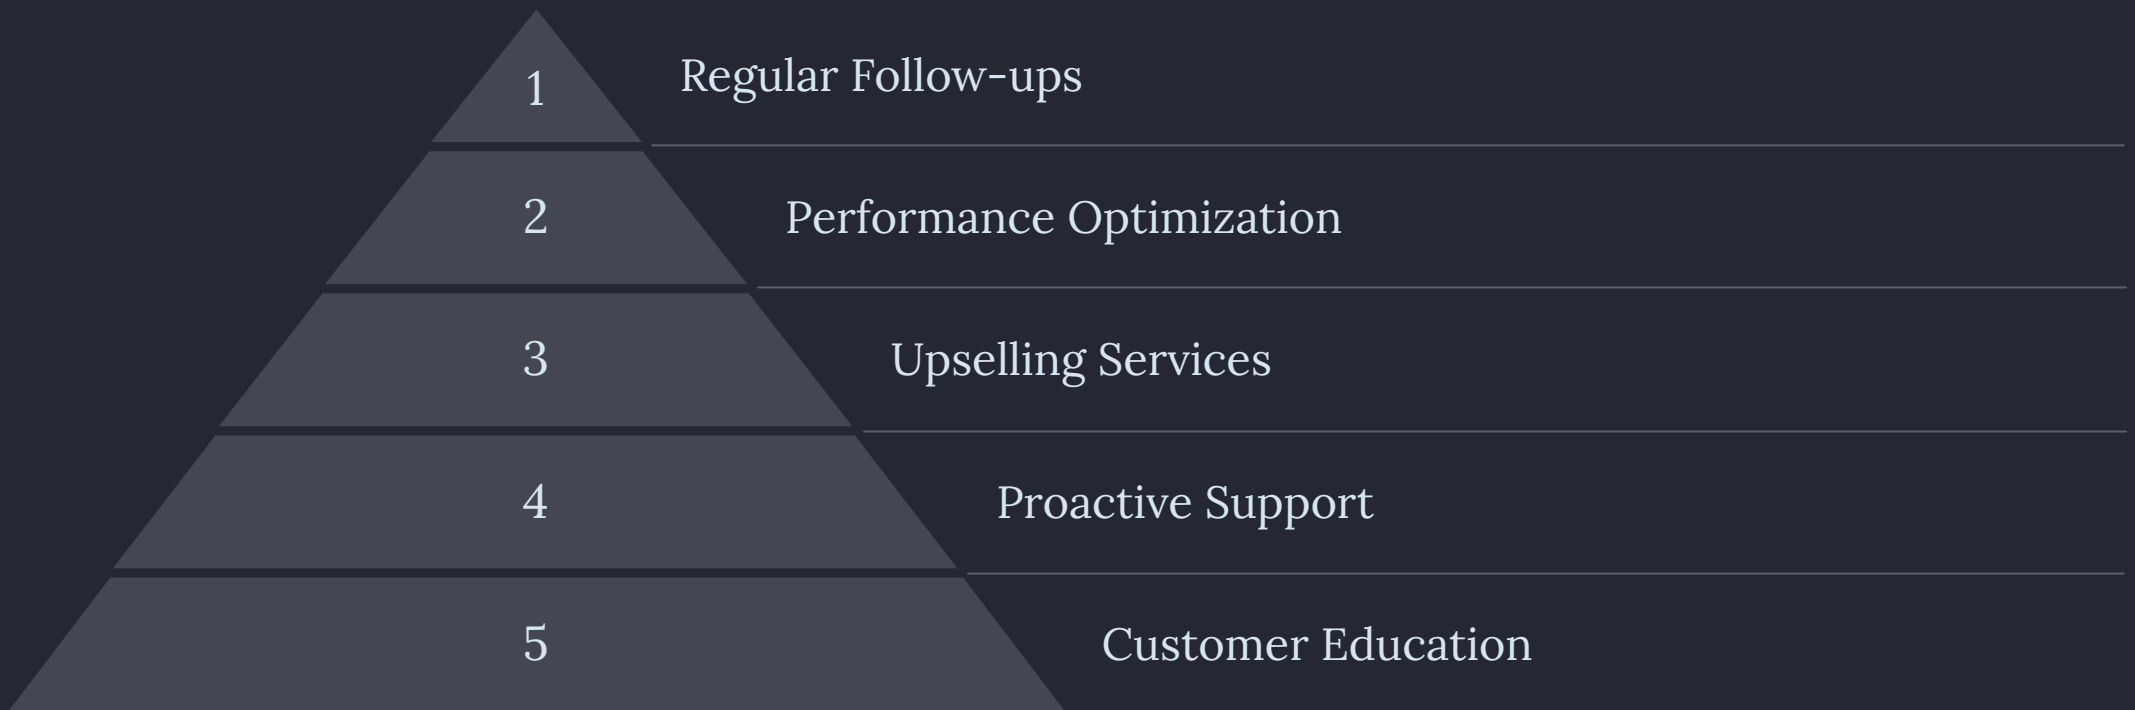 1 Regular Follow-ups
2 Performance Optimization
3 Upselling Services
4 Proactive Support
5 Customer Education